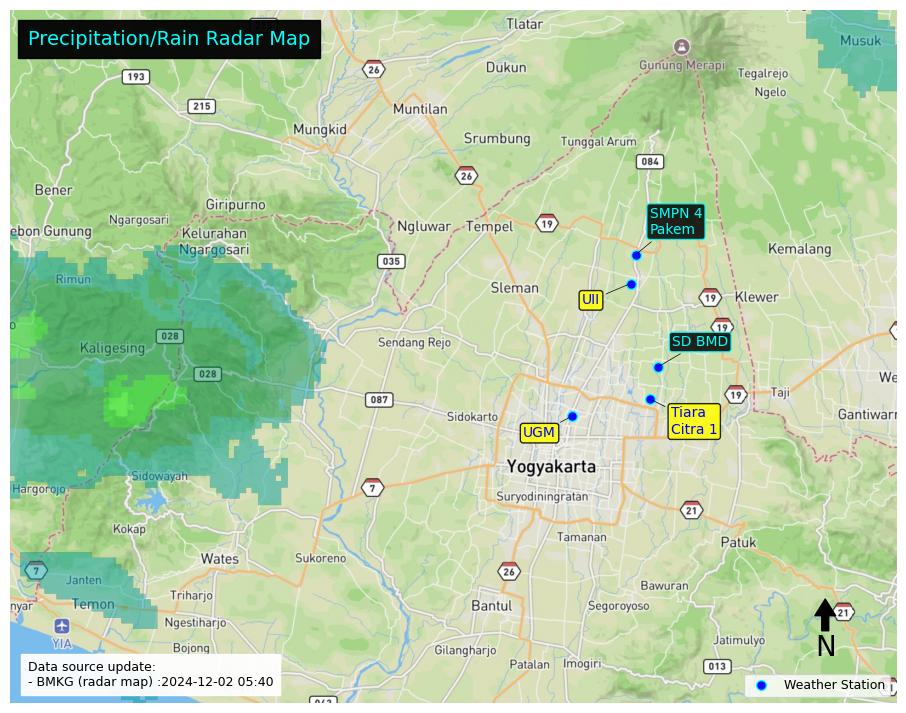 Precipitation/Rain Radar Map
Tlatar
Musuk
Gunung Merapi
Tegalrejo
Ngelo
193
26
Dukun
215
Muntilan
Mungkid
Srumbung
Tunggal Arum
084
26
Bener
Giripurno
Ngargosari
ebon Gunung
Kelurahan
Ngargosari
Ngluwar
Tempel
19
SMPN 4
Pakem
Kemalang
035
Rimun
Sleman
UII
19
Klewer
19
028
Kaligesing
Sendang Rejo
SD BMD
028
087
19
Taji
We
Sidokarto
UGM
Tiara
Citra 1
Gantiwarn
Yogyakarta
Sidowayah
Hargorojo
7
Suryodiningratan
21
Kokap
Tamanan
Patuk
Wates
Sukoreno
7
Janten
26
Bawuran
nyar
Temon
Triharjo
Bantul
Segoroyoso
21
YIA
Ngestiharjo
N
Bojong
Gilangharjo
Jatimulyo
Patalan
Imogiri
013
Data source update:
- BMKG (radar map) :2024-12-02 05:40
Weather Station